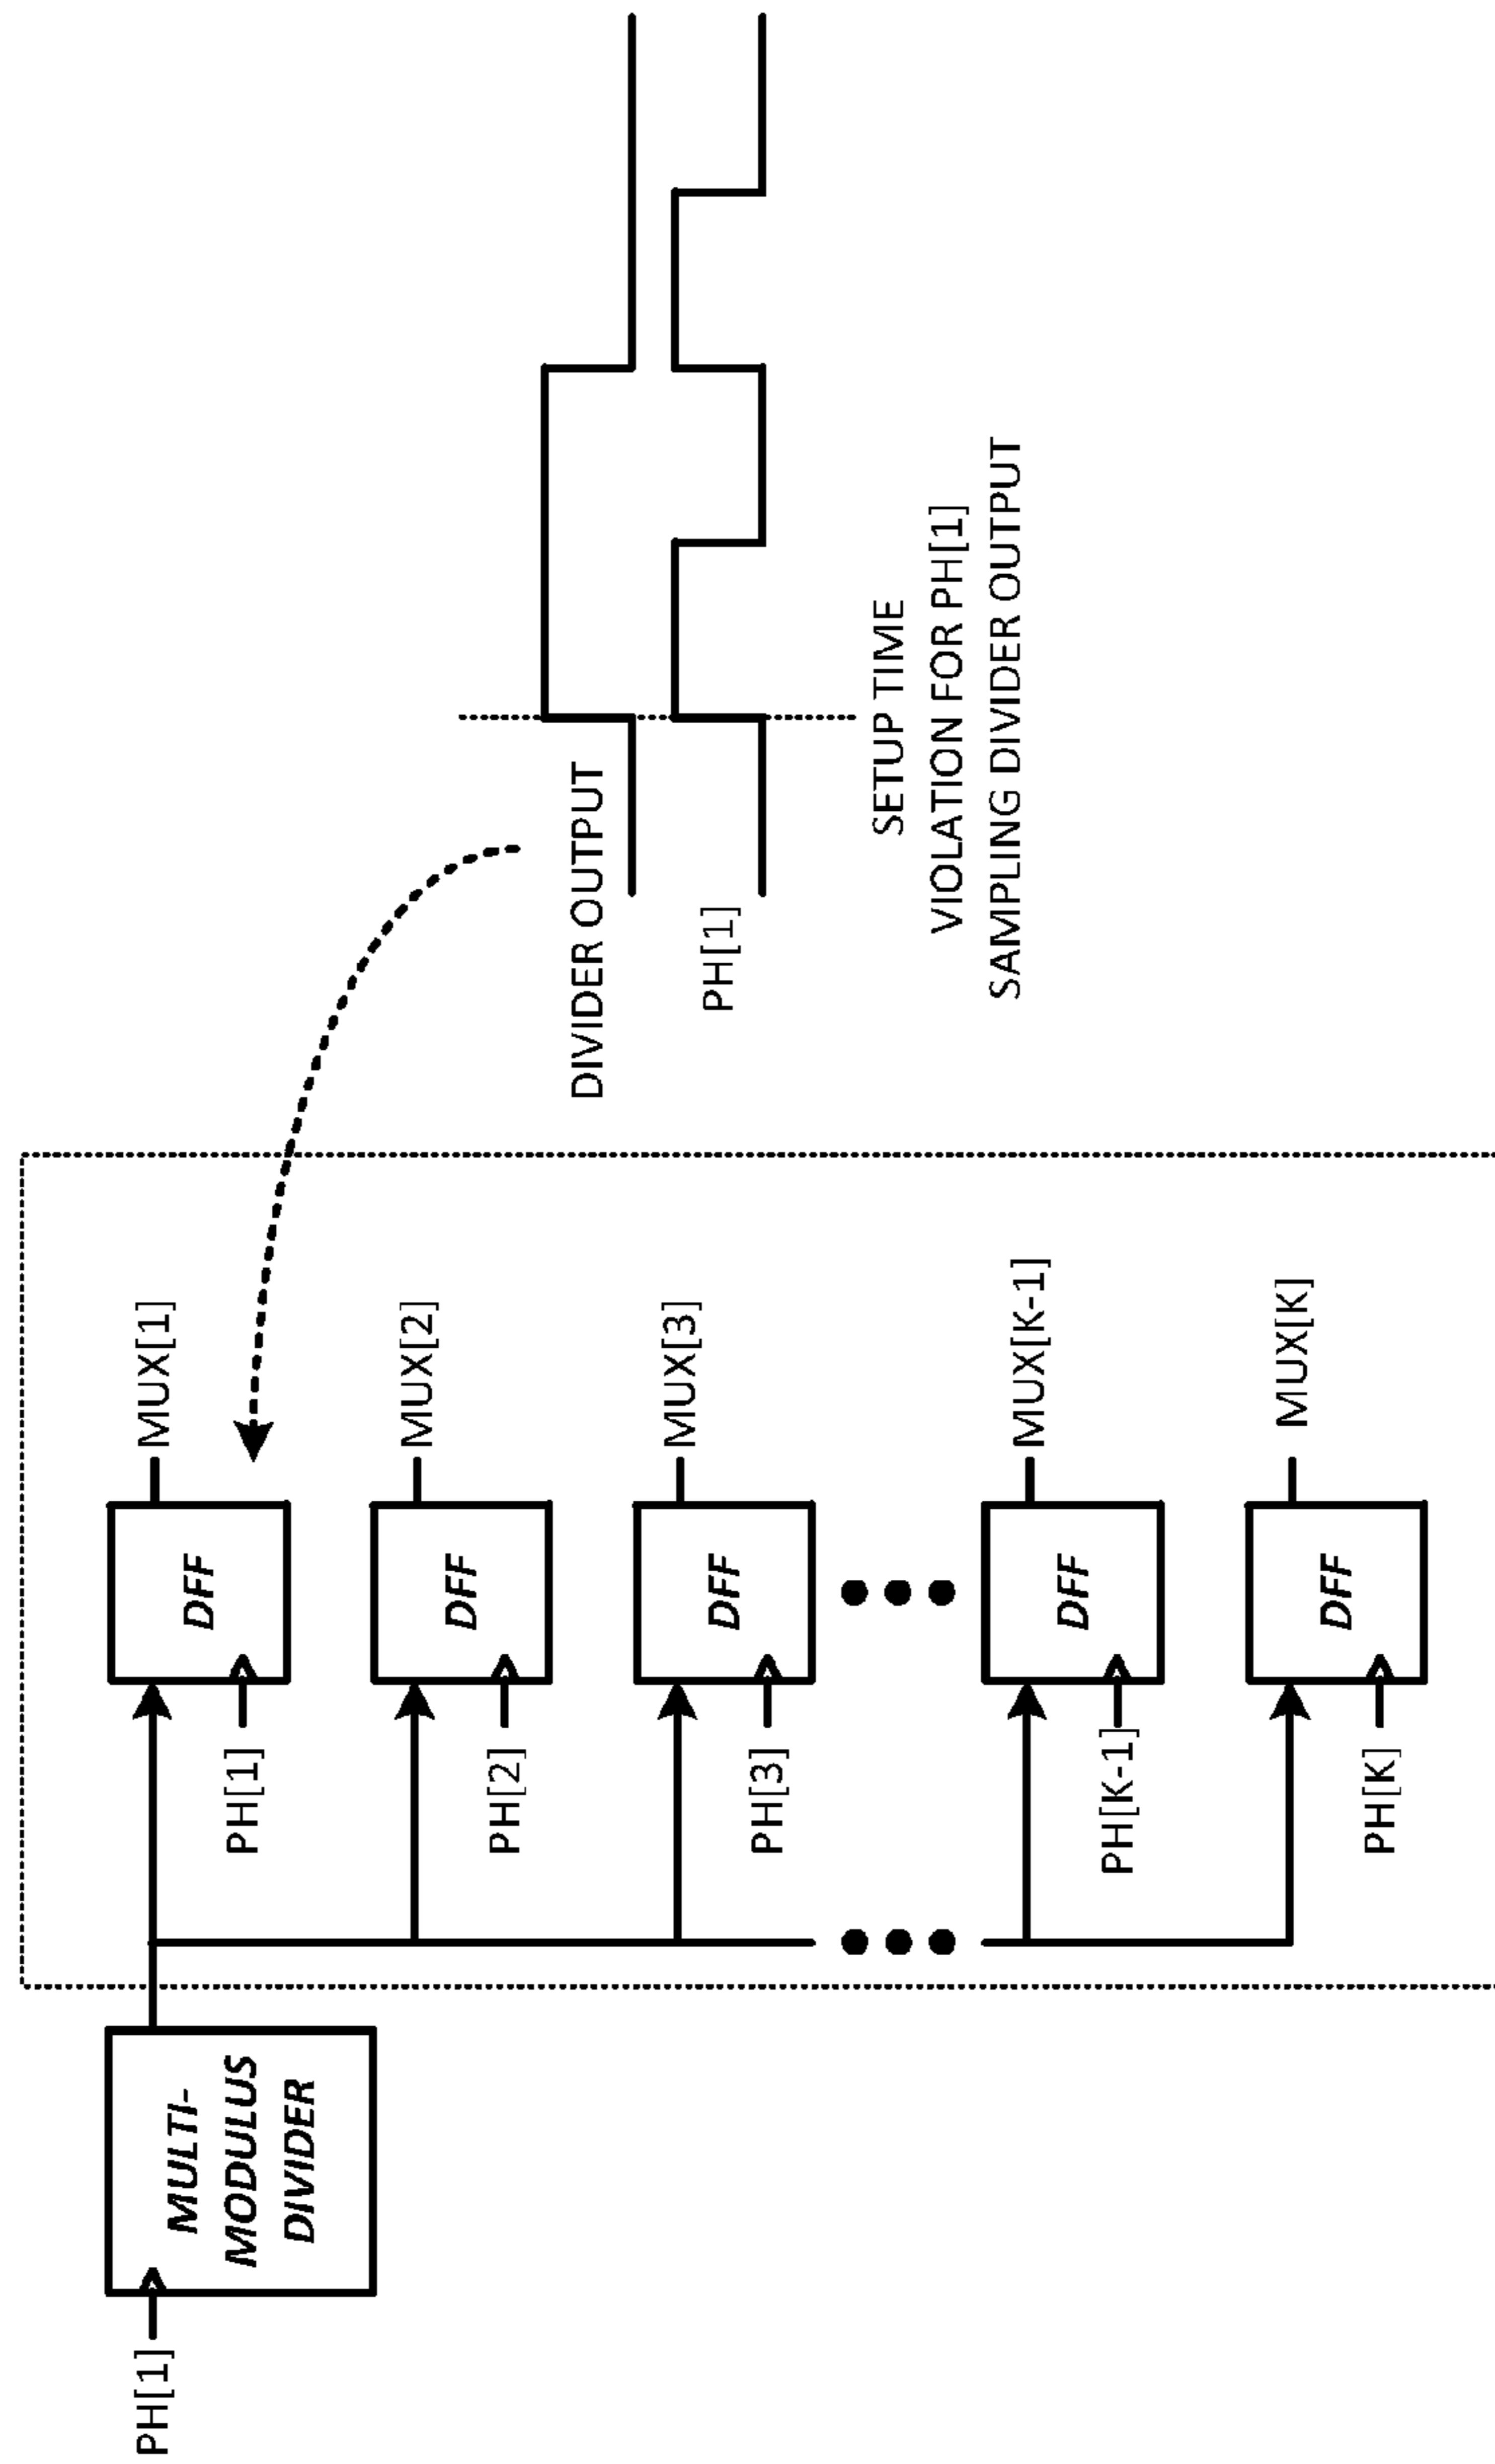 PH[1]
MULTI-
MODULUS
DIVIDER
PH[1]
DFF
MUX[1]
PH[2]
DFF
MUX[2]
PH[3]
DFF
MUX[3]
PH[K-1]
DFF
MUX[K-1]
PH[K]
DFF
MUX[K]
DIVIDER OUTPUT
PH[1]
SETUP TIME
VIOLATION FOR PH[1]
SAMPLING DIVIDER OUTPUT